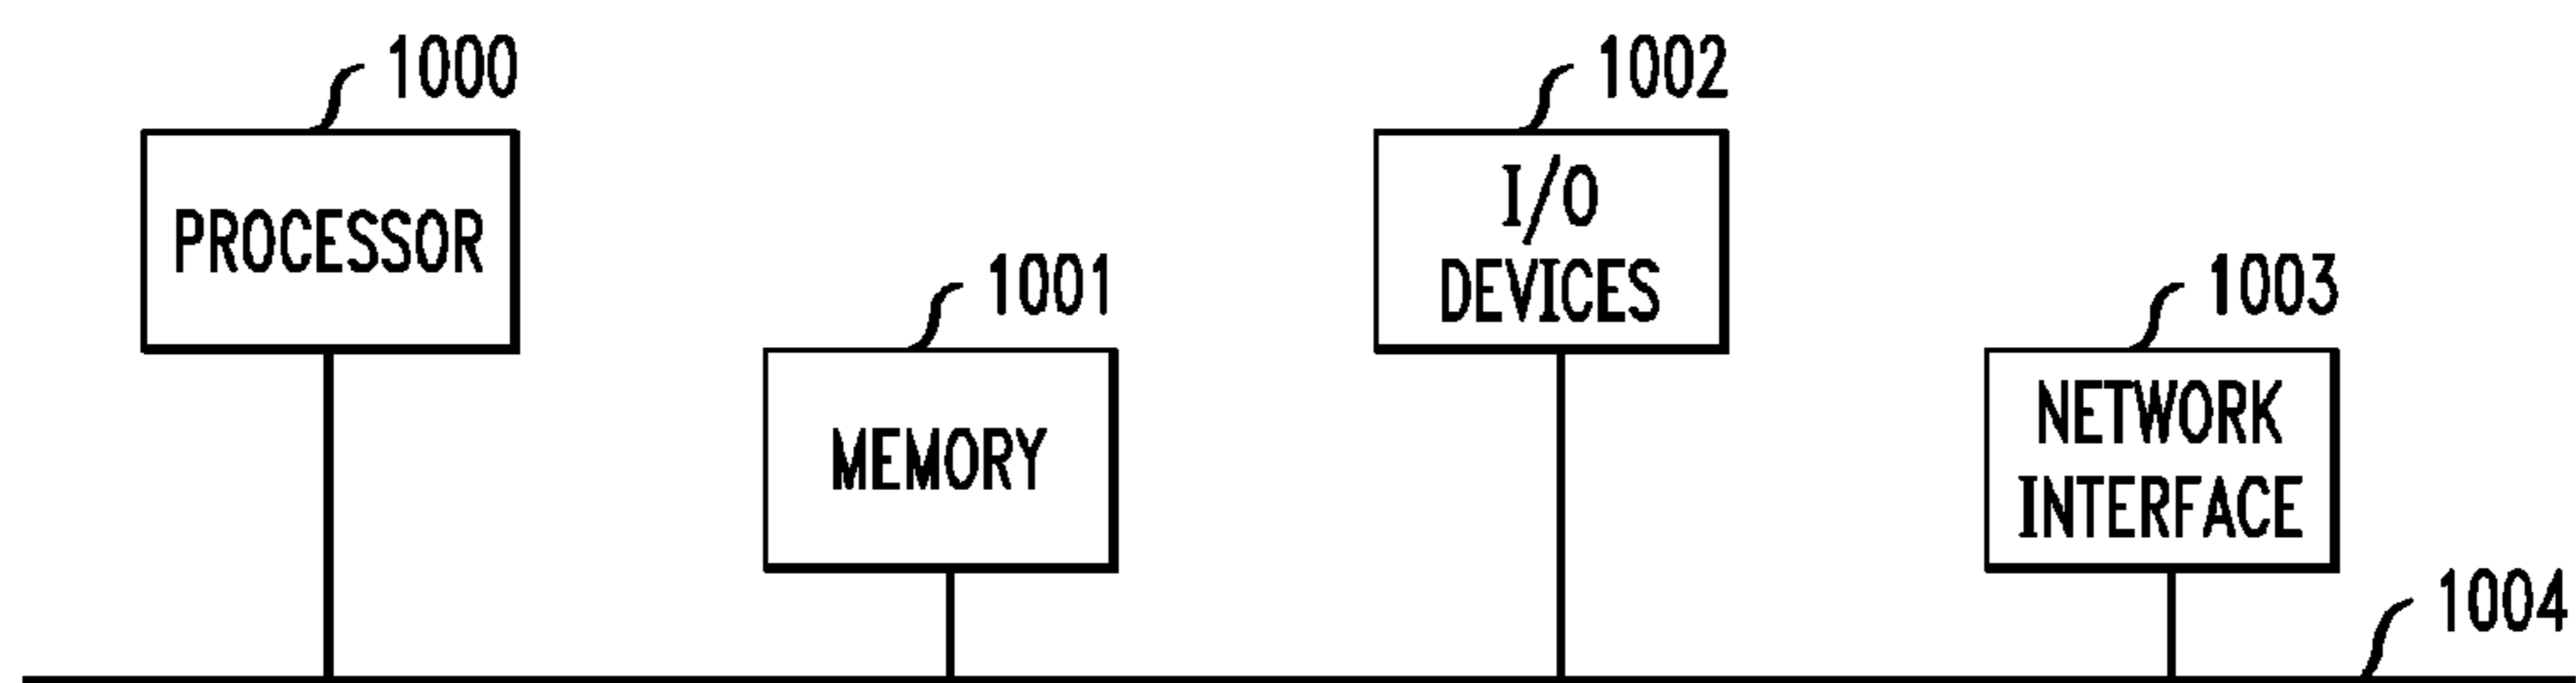 1000
PROCESSOR
1001
MEMORY
1002
I/O
DEVICES
1003
NETWORK
INTERFACE
1004